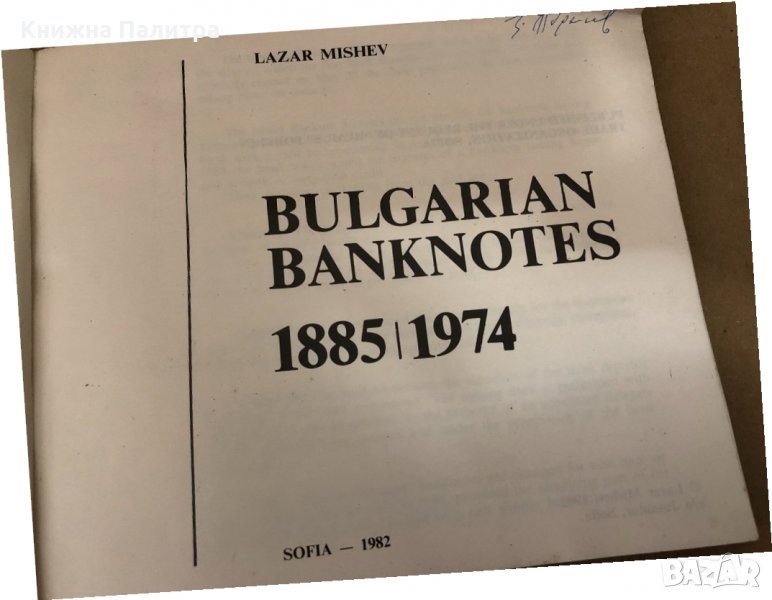 Книжна Палитра
LAZAR MISHEV
BULGARIAN
BANKNOTES
1885|1974
SOFIA — 1982
BAZAR